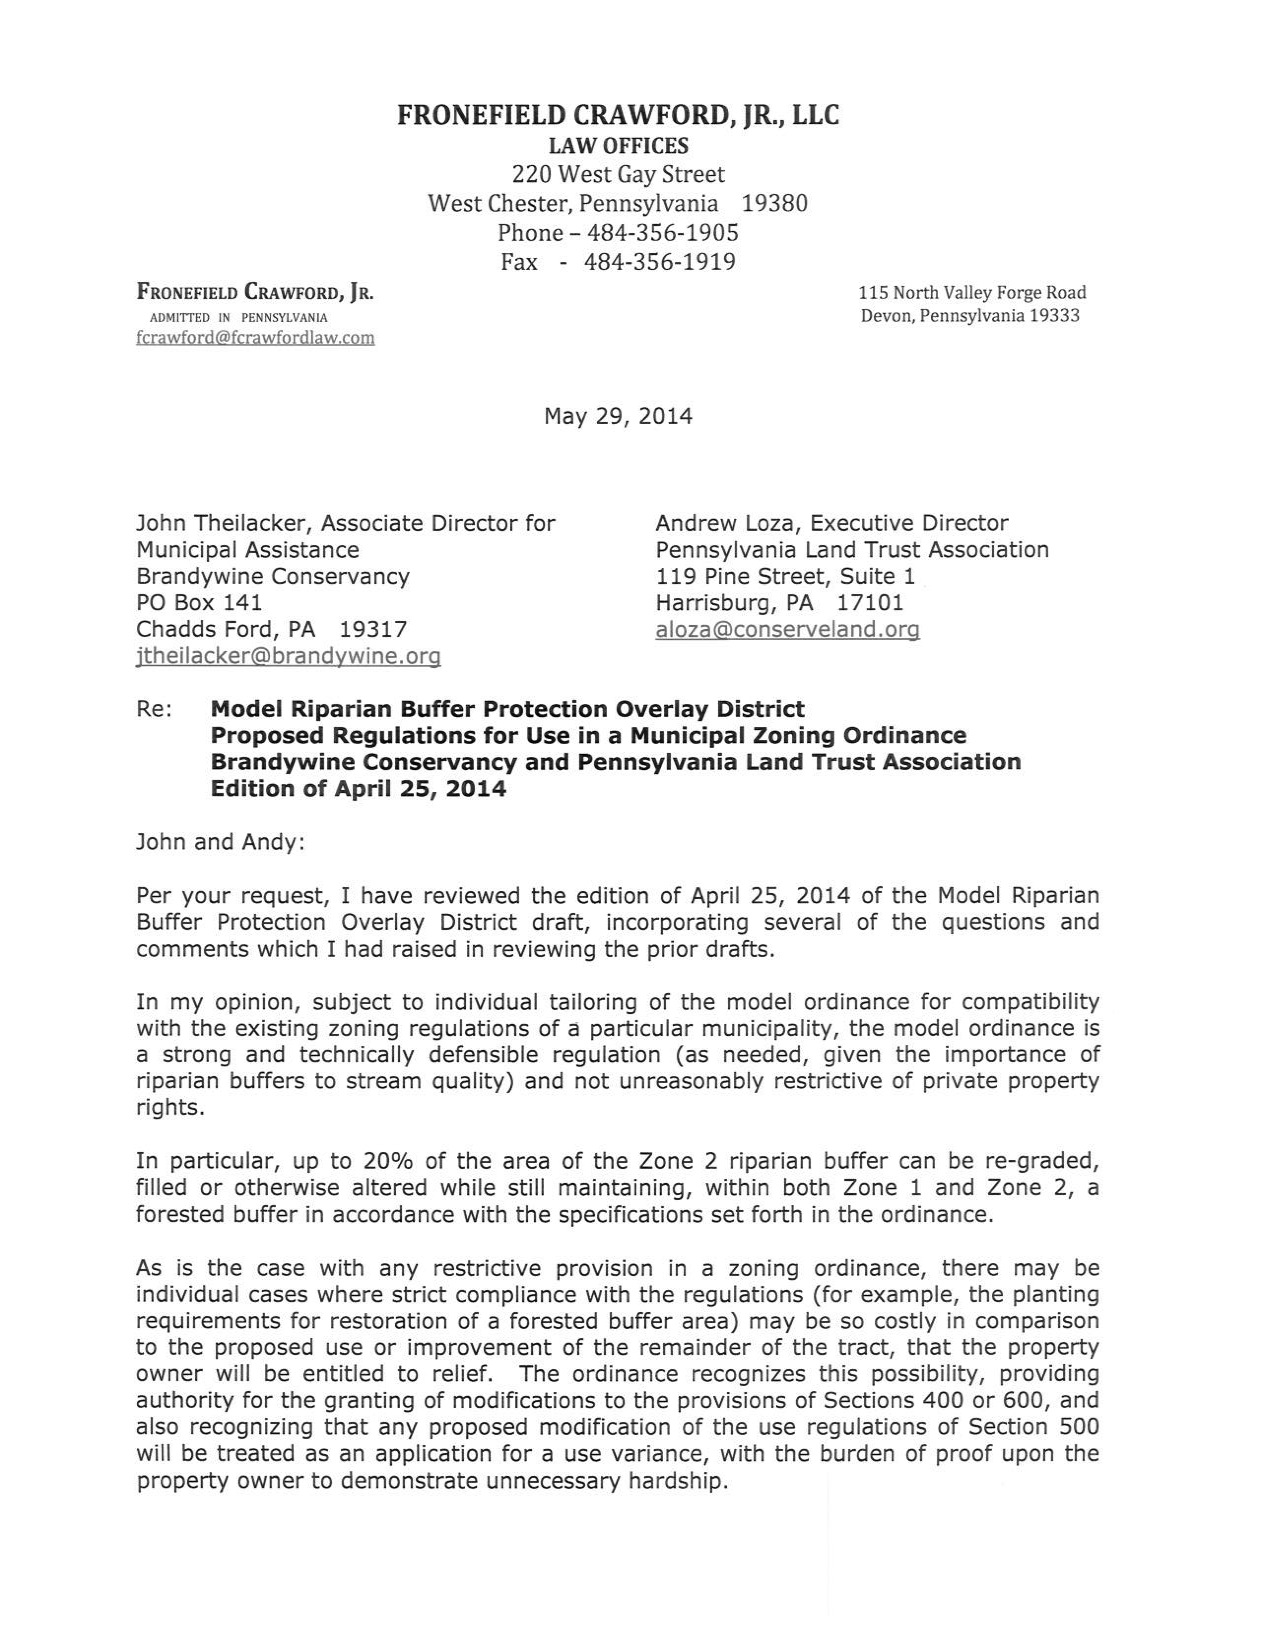 FRONEFIELD CRAWFORD, JR., LLC
LAW OFFICES
220 West Gay Street
West Chester, Pennsylvania 19380
Phone – 484-356-1905
Fax - 484-356-1919
FRONEFIELD CRAWFORD, JR.
ADMITTED IN PENNSYLVANIA
fcrawford@fcrawfordlaw.com
115 North Valley Forge Road
Devon, Pennsylvania 19333
May 29, 2014
John Theilacker, Associate Director for
Municipal Assistance
Brandywine Conservancy
PO Box 141
Chadds Ford, PA 19317
jtheilacker@brandywine.org
Andrew Loza, Executive Director
Pennsylvania Land Trust Association
119 Pine Street, Suite 1
Harrisburg, PA 17101
aloza@conserveland.org
Re: Model Riparian Buffer Protection Overlay District
Proposed Regulations for Use in a Municipal Zoning Ordinance
Brandywine Conservancy and Pennsylvania Land Trust Association
Edition of April 25, 2014
John and Andy:
Per your request, I have reviewed the edition of April 25, 2014 of the Model Riparian
Buffer Protection Overlay District draft, incorporating several of the questions and
comments which I had raised in reviewing the prior drafts.
In my opinion, subject to individual tailoring of the model ordinance for compatibility
with the existing zoning regulations of a particular municipality, the model ordinance is
a strong and technically defensible regulation (as needed, given the importance of
riparian buffers to stream quality) and not unreasonably restrictive of private property
rights.
In particular, up to 20% of the area of the Zone 2 riparian buffer can be re-graded,
filled or otherwise altered while still maintaining, within both Zone 1 and Zone 2, a
forested buffer in accordance with the specifications set forth in the ordinance.
As is the case with any restrictive provision in a zoning ordinance, there may be
individual cases where strict compliance with the regulations (for example, the planting
requirements for restoration of a forested buffer area) may be so costly in comparison
to the proposed use or improvement of the remainder of the tract, that the property
owner will be entitled to relief. The ordinance recognizes this possibility, providing
authority for the granting of modifications to the provisions of Sections 400 or 600, and
also recognizing that any proposed modification of the use regulations of Section 500
will be treated as an application for a use variance, with the burden of proof upon the
property owner to demonstrate unnecessary hardship.